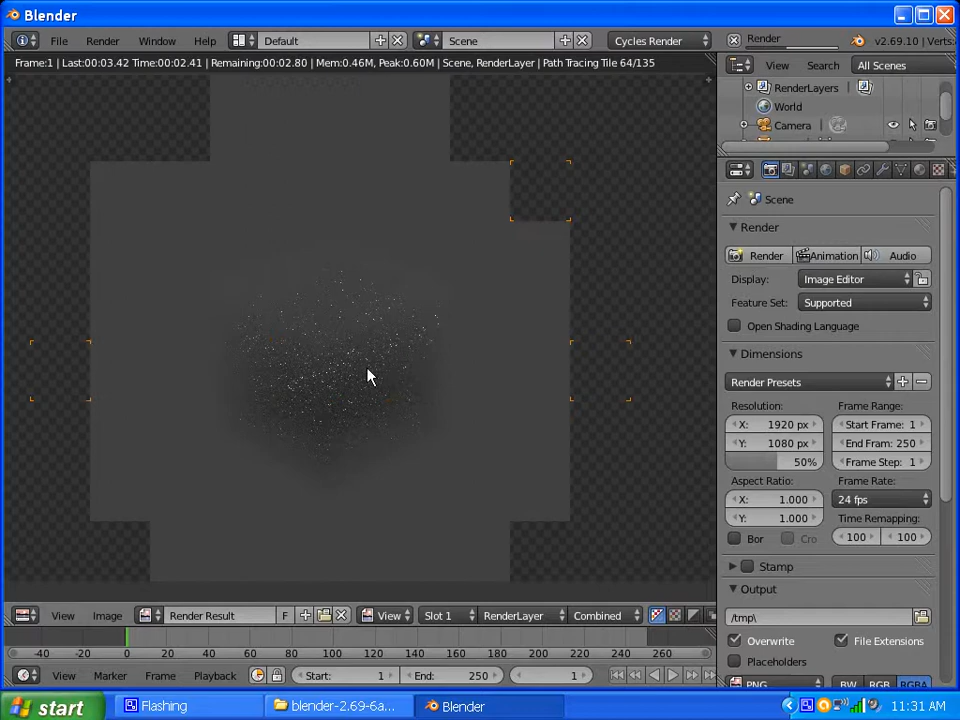 Blender
File Render Window Help Default Scene Cycles Render Render v2.69.10 | Verts:
Frame:1 | Last:00:03.42 Time:00:02.41 | Remaining:00:02.80 | Mem:0.46M, Peak:0.60M | Scene, RenderLayer | Path Tracing Tile 64/135
View Search All Scenes
RenderLayers
World
Camera
Scene
Render
Render Animation Audio
Display: Image Editor
Feature Set: Supported
Open Shading Language
Dimensions
Render Presets
Resolution: Frame Range:
X: 1920 px Start Frame: 1
Y: 1080 px End Fram: 250
50% Frame Step: 1
Aspect Ratio: Frame Rate:
X: 1.000 24 fps
Y: 1.000 Time Remapping:
Bor Cro 100 100
Stamp
Output
/tmp\
Overwrite File Extensions
Placeholders
PNG BW RGB RGBA
View Image Render Result F View Slot 1 RenderLayer Combined
-40 -20 0 20 40 60 80 100 120 140 160 180 200 220 240 260
View Marker Frame Playback Start: 1 End: 250 1
start Flashing blender-2.69-6a... Blender 11:31 AM